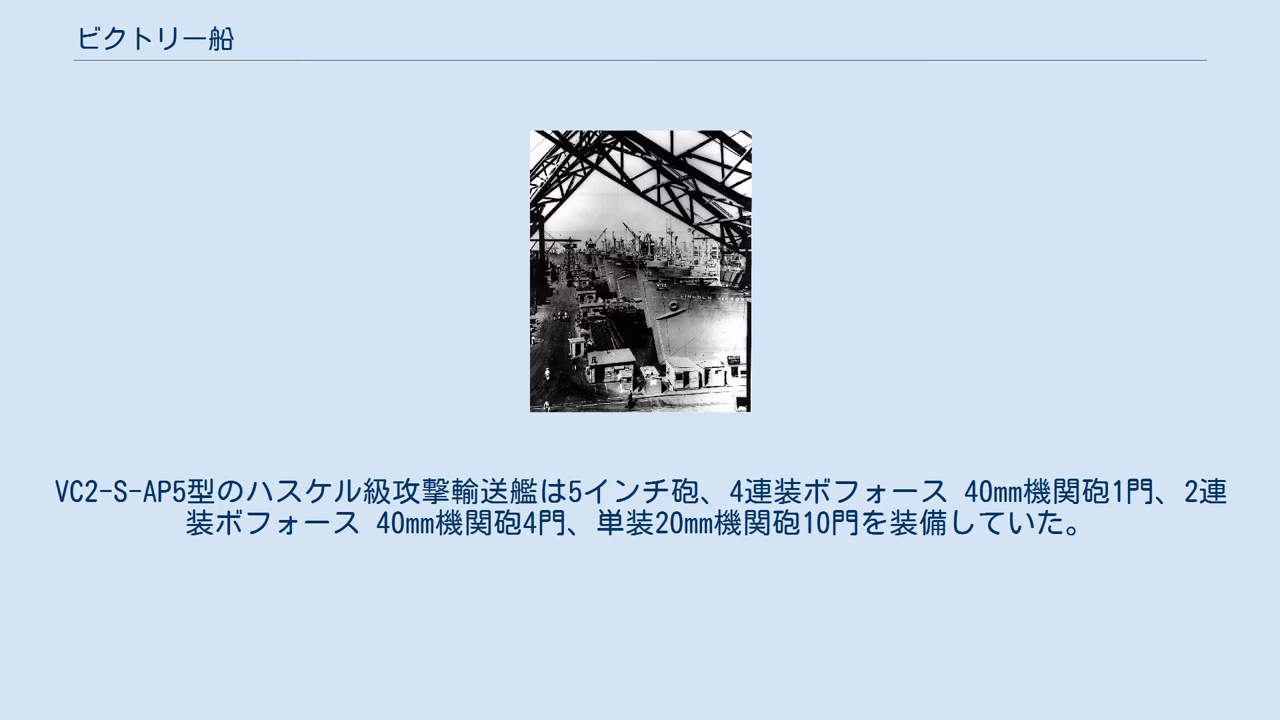 ビクトリー船
LINCOLN VICTORY
VC2-S-AP5型のハスケル級攻撃輸送艦は5インチ砲、4連装ボフォース 40mm機関砲1門、2連
装ボフォース 40mm機関砲4門、単装20mm機関砲10門を装備していた。